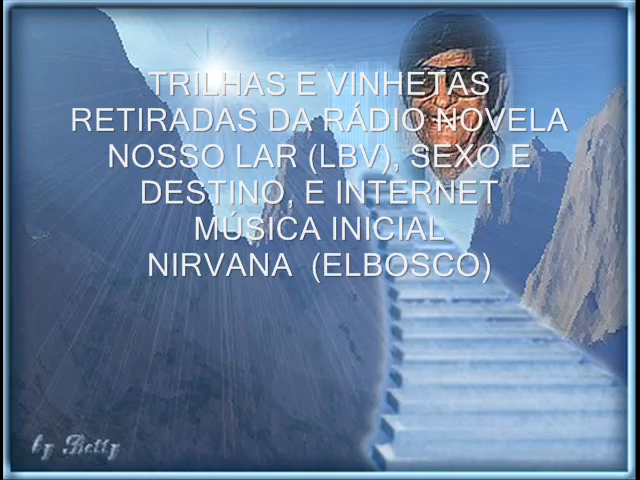 TRILHAS E VINHETAS
RETIRADAS DA RÁDIO NOVELA
NOSSO LAR (LBV), SEXO E
DESTINO, E INTERNET
MÚSICA INICIAL
NIRVANA  (ELBOSCO)
by Betty